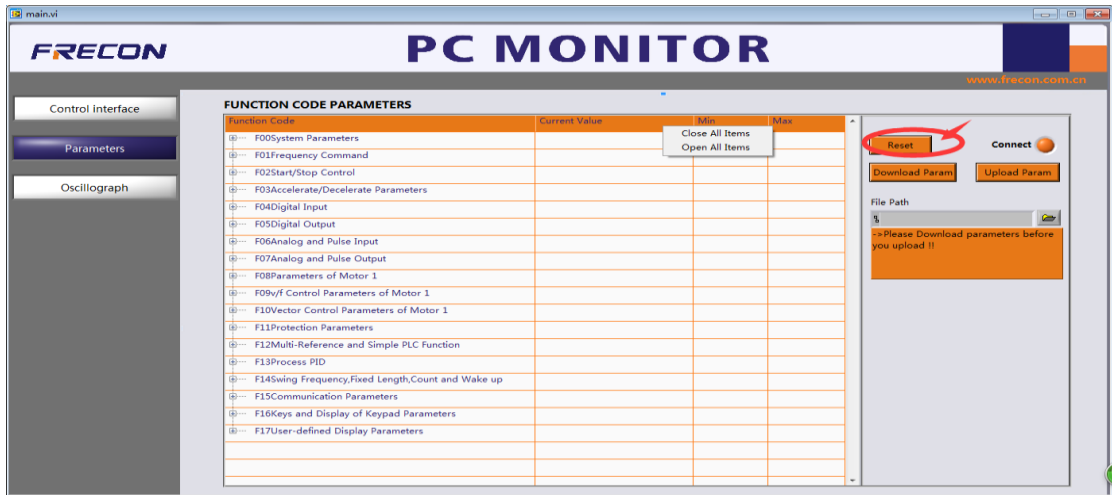 main.vi
FRECON
PC MONITOR
www.frecon.com.cn
Control interface
Parameters
Oscillograph
FUNCTION CODE PARAMETERS
Function Code Current Value Min Max
Close All Items
Open All Items
F00System Parameters
F01Frequency Command
F02Start/Stop Control
F03Accelerate/Decelerate Parameters
F04Digital Input
F05Digital Output
F06Analog and Pulse Input
F07Analog and Pulse Output
F08Parameters of Motor 1
F09v/f Control Parameters of Motor 1
F10Vector Control Parameters of Motor 1
F11Protection Parameters
F12Multi-Reference and Simple PLC Function
F13Process PID
F14Swing Frequency,Fixed Length,Count and Wake up
F15Communication Parameters
F16Keys and Display of Keypad Parameters
F17User-defined Display Parameters
Reset Connect
Download Param Upload Param
File Path
->Please Download parameters before
you upload !!